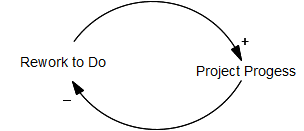 +
Rework to Do
Project Progess
–